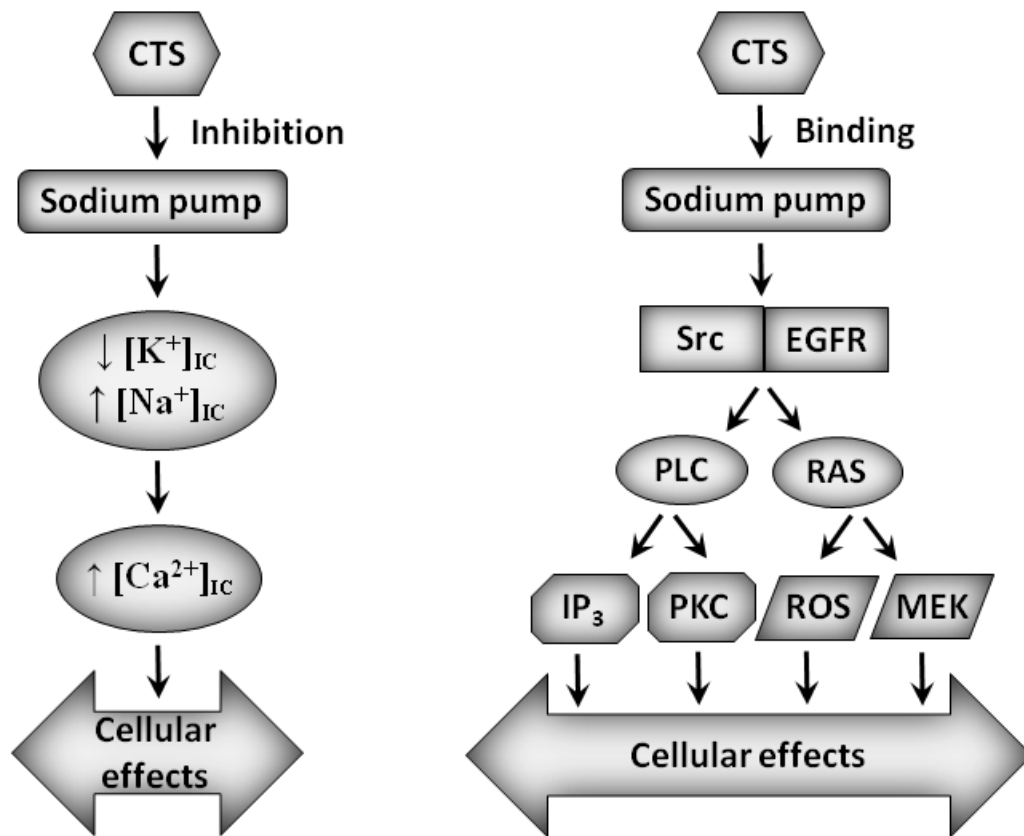 CTS
Inhibition
Sodium pump
↓ [K⁺]IC
↑ [Na⁺]IC
↑ [Ca²⁺]IC
Cellular
effects
CTS
Binding
Sodium pump
Src EGFR
PLC RAS
IP₃ PKC ROS MEK
Cellular effects